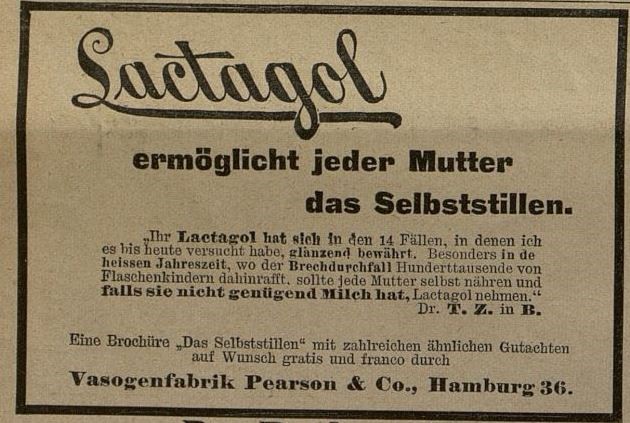 Lactagol
ermöglicht jeder Mutter
das Selbststillen.
„Ihr Lactagol hat sich in den 14 Fällen, in denen ich
es bis heute versucht habe, glänzend bewährt. Besonders in de
heissen Jahreszeit, wo der Brechdurchfall Hunderttausende von
Flaschenkindern dahinrafft, sollte jede Mutter selbst nähren und
falls sie nicht genügend Milch hat, Lactagol nehmen.“
Dr. T. Z. in B.
Eine Brochüre „Das Selbststillen“ mit zahlreichen ähnlichen Gutachten
auf Wunsch gratis und franco durch
Vasogenfabrik Pearson & Co., Hamburg 36.